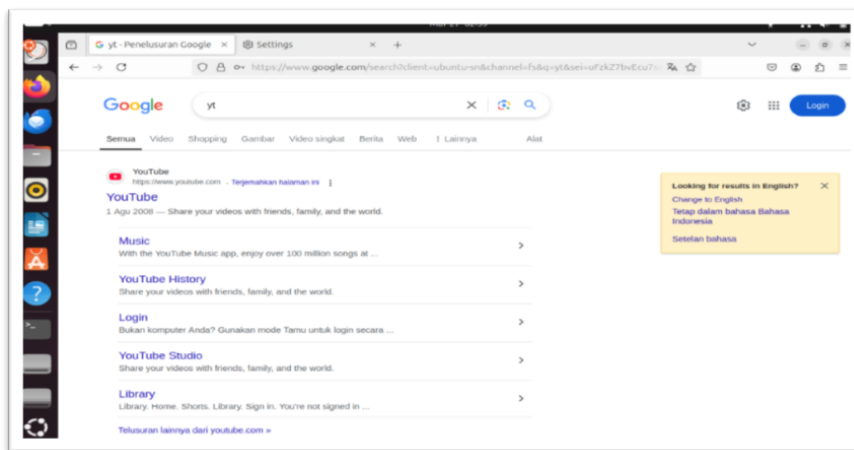 yt - Penelusuran Google
Settings
https://www.google.com/search?client=ubuntu-sn&channel=fs&q=yt&sei=
Google
yt
Login
Semua Video Shopping Gambar Video singkat Berita Web Lainnya Alat
YouTube
https://www.youtube.com › Terjemahkan halaman ini
YouTube
1 Agu 2008 — Share your videos with friends, family, and the world.
Music
With the YouTube Music app, enjoy over 100 million songs at ...
YouTube History
Share your videos with friends, family, and the world.
Login
Bukan komputer Anda? Gunakan mode Tamu untuk login secara ...
YouTube Studio
Share your videos with friends, family, and the world.
Library
Library. Home. Shorts. Library. Sign in. You're not signed in ...
Telusuran lainnya dari youtube.com »
Looking for results in English?
Change to English
Tetap dalam bahasa Bahasa
Indonesia
Setelan bahasa